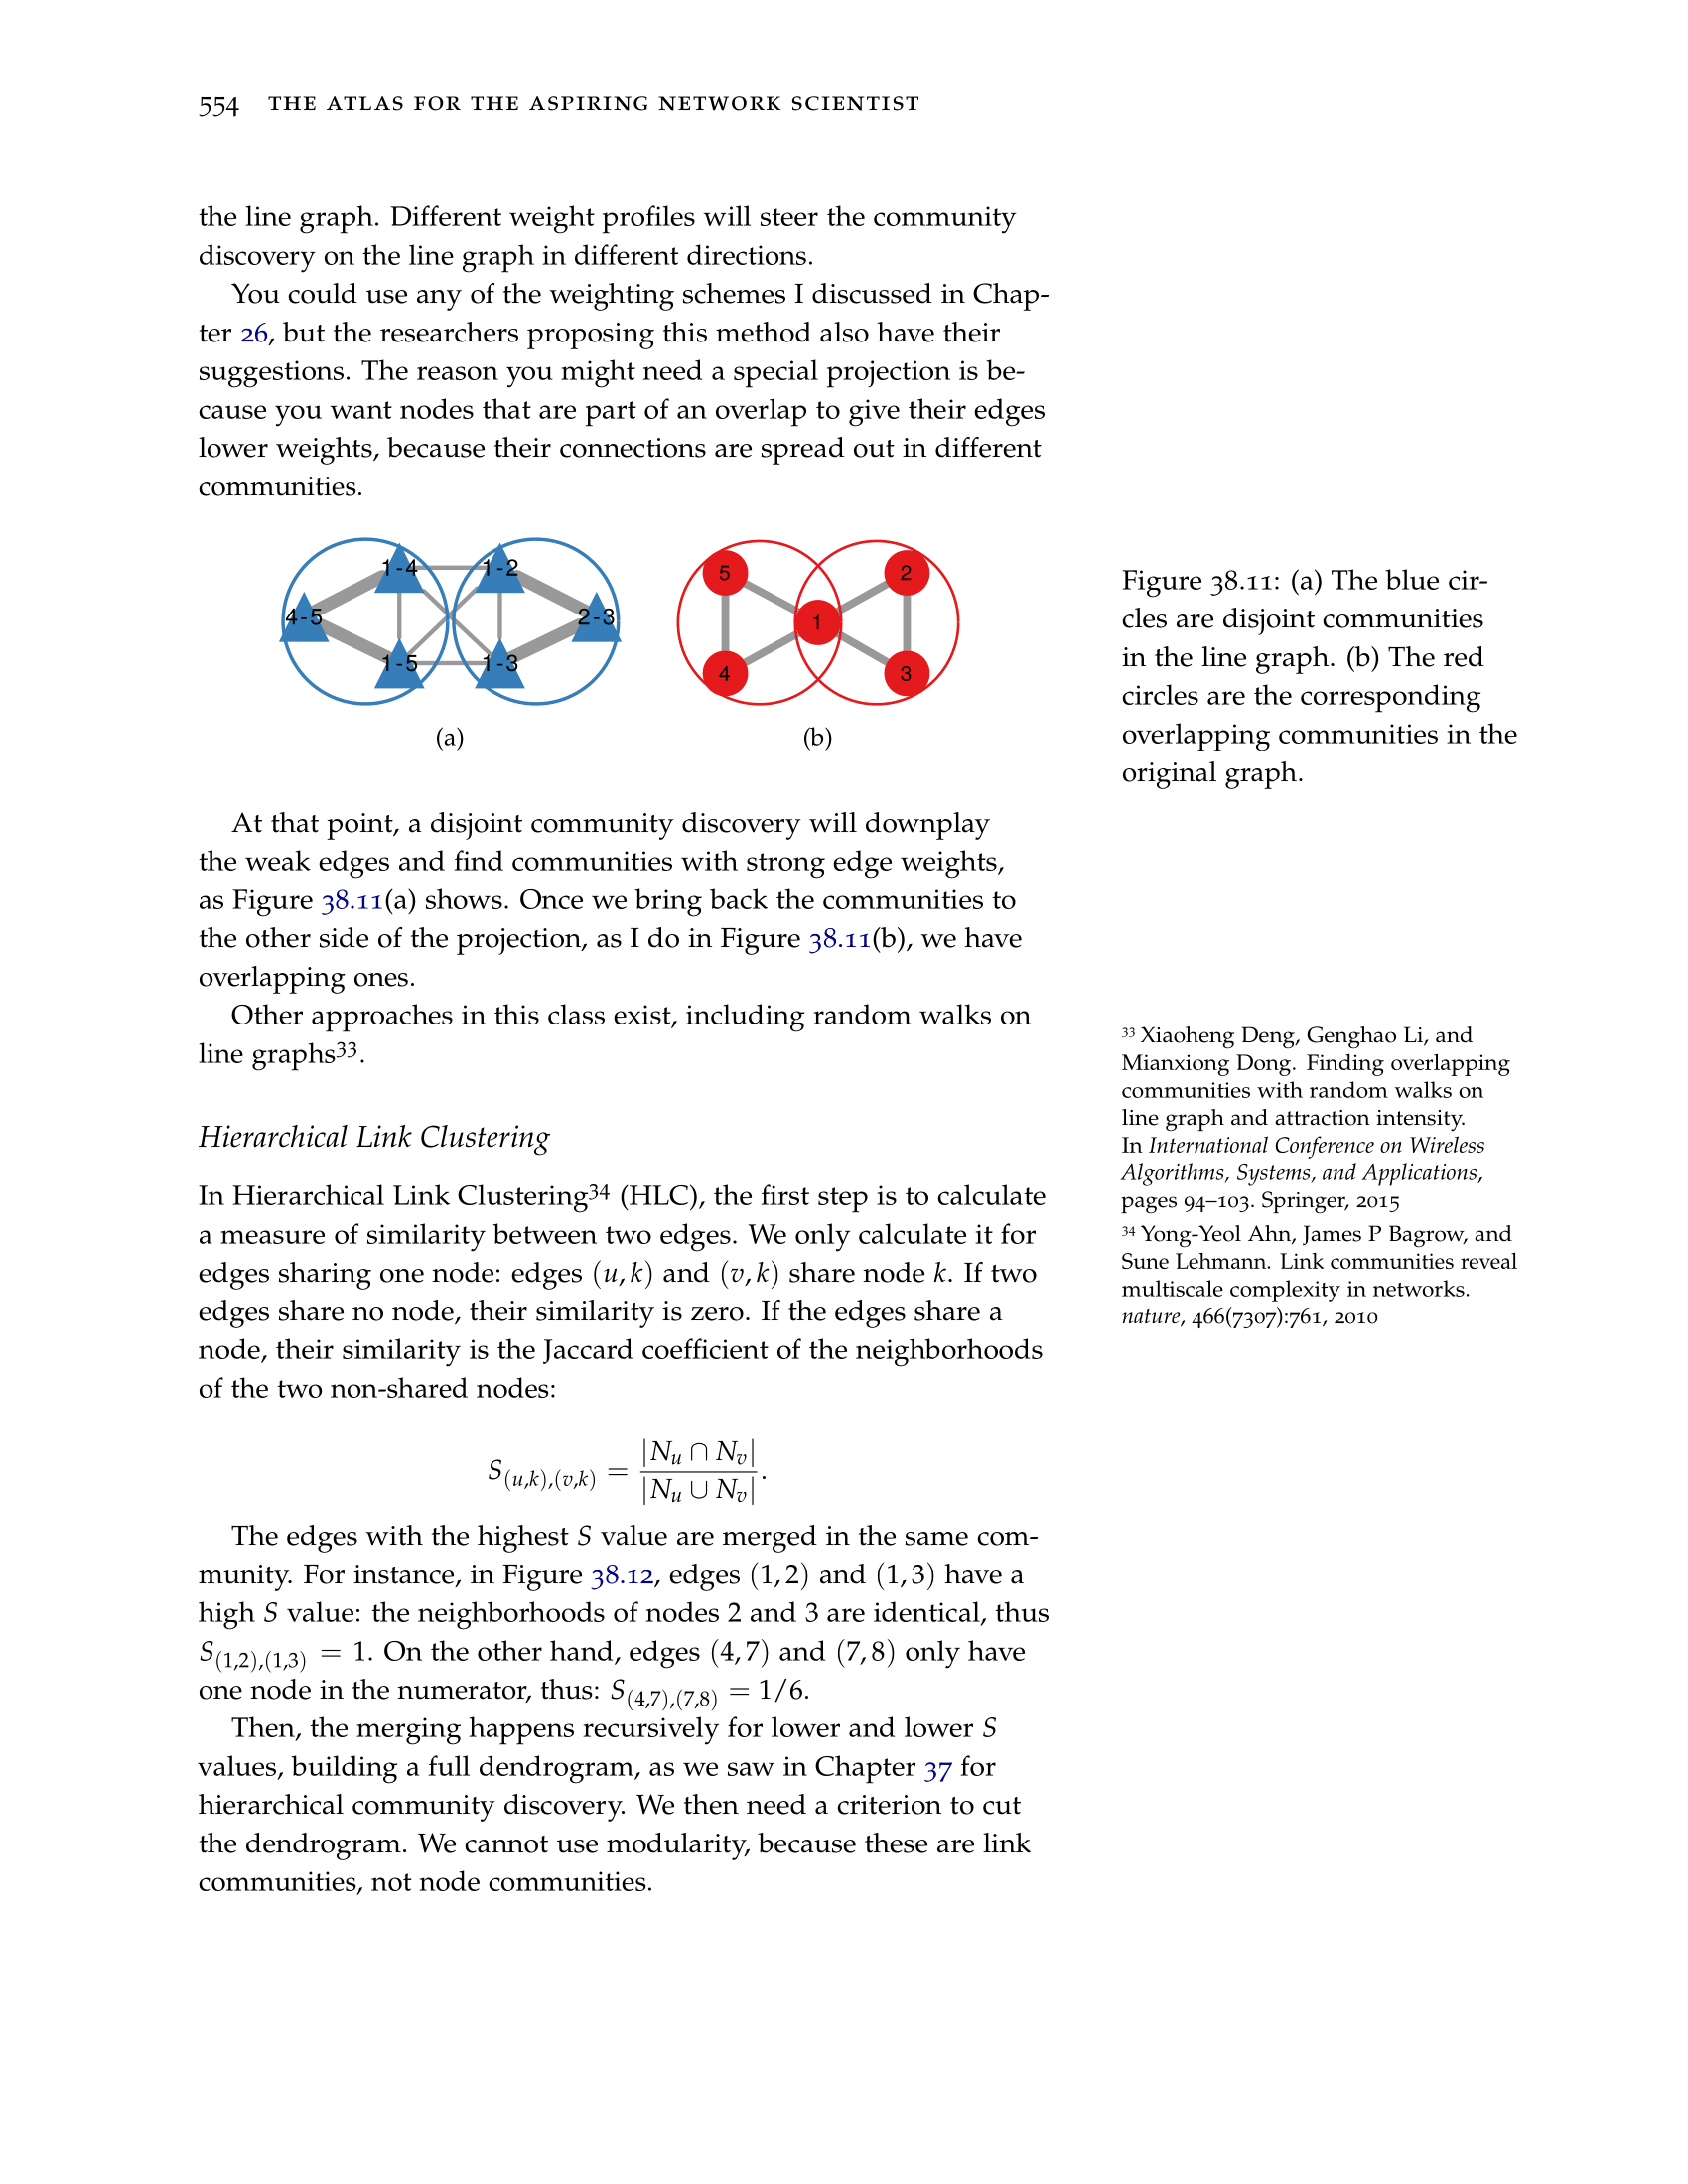 554 THE ATLAS FOR THE ASPIRING NETWORK SCIENTIST
the line graph. Different weight profiles will steer the community
discovery on the line graph in different directions.
You could use any of the weighting schemes I discussed in Chap-
ter 26, but the researchers proposing this method also have their
suggestions. The reason you might need a special projection is be-
cause you want nodes that are part of an overlap to give their edges
lower weights, because their connections are spread out in different
communities.
1-4 1-2
4-5 2-3
1-5 1-3
(a)
5 2
1
4 3
(b)
Figure 38.11: (a) The blue cir-
cles are disjoint communities
in the line graph. (b) The red
circles are the corresponding
overlapping communities in the
original graph.
At that point, a disjoint community discovery will downplay
the weak edges and find communities with strong edge weights,
as Figure 38.11(a) shows. Once we bring back the communities to
the other side of the projection, as I do in Figure 38.11(b), we have
overlapping ones.
Other approaches in this class exist, including random walks on
line graphs³³.
³³ Xiaoheng Deng, Genghao Li, and
Mianxiong Dong. Finding overlapping
communities with random walks on
line graph and attraction intensity.
In International Conference on Wireless
Algorithms, Systems, and Applications,
pages 94–103. Springer, 2015
³⁴ Yong-Yeol Ahn, James P Bagrow, and
Sune Lehmann. Link communities reveal
multiscale complexity in networks.
nature, 466(7307):761, 2010
Hierarchical Link Clustering
In Hierarchical Link Clustering³⁴ (HLC), the first step is to calculate
a measure of similarity between two edges. We only calculate it for
edges sharing one node: edges (u, k) and (v, k) share node k. If two
edges share no node, their similarity is zero. If the edges share a
node, their similarity is the Jaccard coefficient of the neighborhoods
of the two non-shared nodes:
S_{(u,k),(v,k)} = |N_u ∩ N_v| / |N_u ∪ N_v|.
The edges with the highest S value are merged in the same com-
munity. For instance, in Figure 38.12, edges (1, 2) and (1, 3) have a
high S value: the neighborhoods of nodes 2 and 3 are identical, thus
S_{(1,2),(1,3)} = 1. On the other hand, edges (4, 7) and (7, 8) only have
one node in the numerator, thus: S_{(4,7),(7,8)} = 1/6.
Then, the merging happens recursively for lower and lower S
values, building a full dendrogram, as we saw in Chapter 37 for
hierarchical community discovery. We then need a criterion to cut
the dendrogram. We cannot use modularity, because these are link
communities, not node communities.